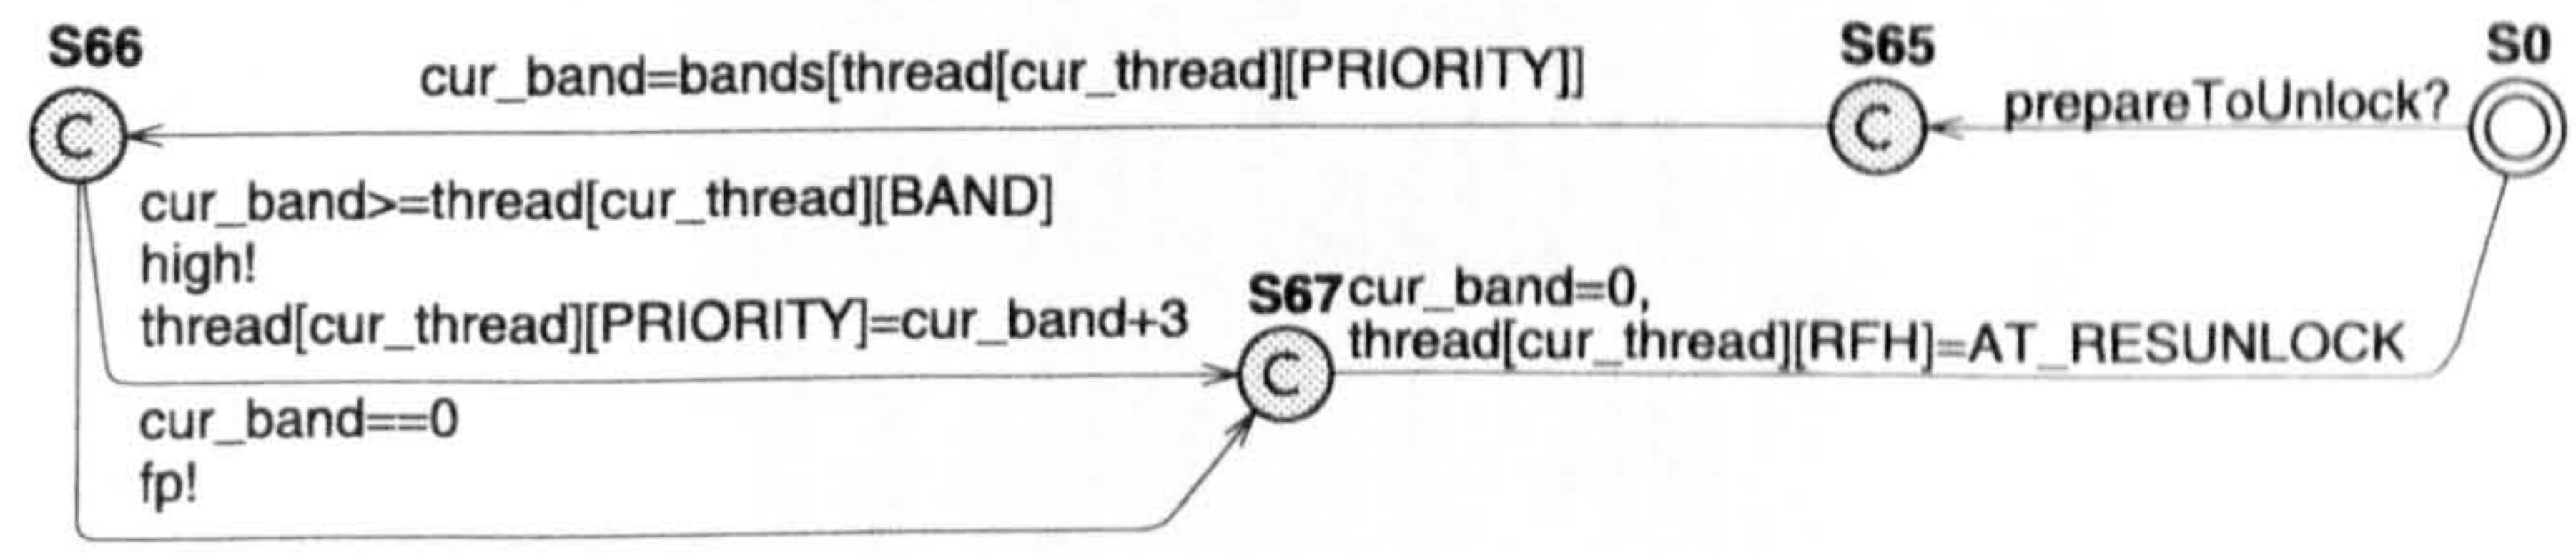 S66
cur_band=bands[thread[cur_thread][PRIORITY]]
S65
prepareToUnlock?
S0
C
C
cur_band>=thread[cur_thread][BAND]
high!
thread[cur_thread][PRIORITY]=cur_band+3
S67
cur_band=0,
thread[cur_thread][RFH]=AT_RESUNLOCK
C
cur_band==0
fp!